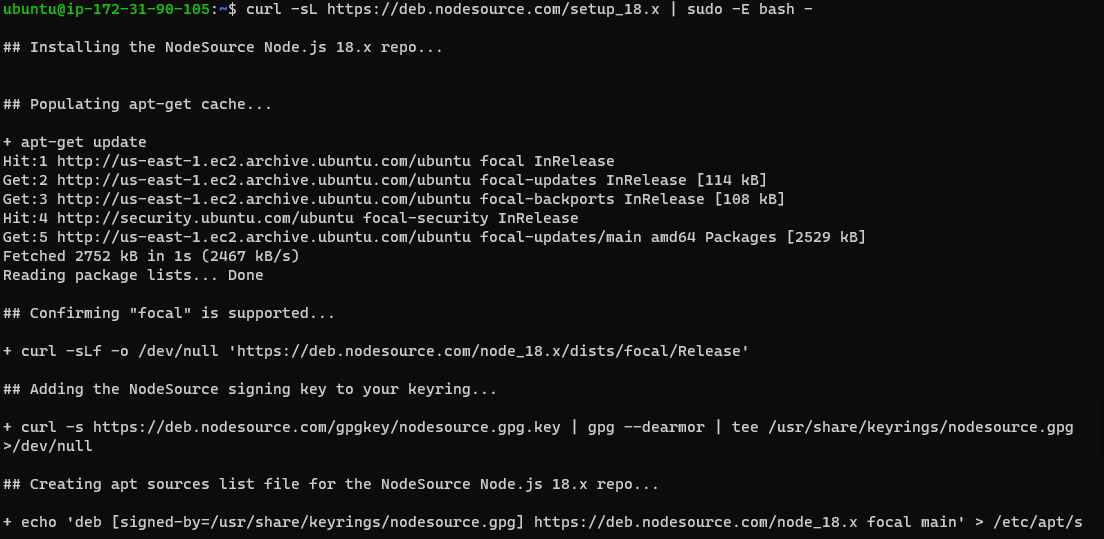 ubuntu@ip-172-31-90-105:~$ curl -sL https://deb.nodesource.com/setup_18.x | sudo -E bash -
## Installing the NodeSource Node.js 18.x repo...
## Populating apt-get cache...
+ apt-get update
Hit:1 http://us-east-1.ec2.archive.ubuntu.com/ubuntu focal InRelease
Get:2 http://us-east-1.ec2.archive.ubuntu.com/ubuntu focal-updates InRelease [114 kB]
Get:3 http://us-east-1.ec2.archive.ubuntu.com/ubuntu focal-backports InRelease [108 kB]
Hit:4 http://security.ubuntu.com/ubuntu focal-security InRelease
Get:5 http://us-east-1.ec2.archive.ubuntu.com/ubuntu focal-updates/main amd64 Packages [2529 kB]
Fetched 2752 kB in 1s (2467 kB/s)
Reading package lists... Done
## Confirming "focal" is supported...
+ curl -sLf -o /dev/null 'https://deb.nodesource.com/node_18.x/dists/focal/Release'
## Adding the NodeSource signing key to your keyring...
+ curl -s https://deb.nodesource.com/gpgkey/nodesource.gpg.key | gpg --dearmor | tee /usr/share/keyrings/nodesource.gpg
>/dev/null
## Creating apt sources list file for the NodeSource Node.js 18.x repo...
+ echo 'deb [signed-by=/usr/share/keyrings/nodesource.gpg] https://deb.nodesource.com/node_18.x focal main' > /etc/apt/s